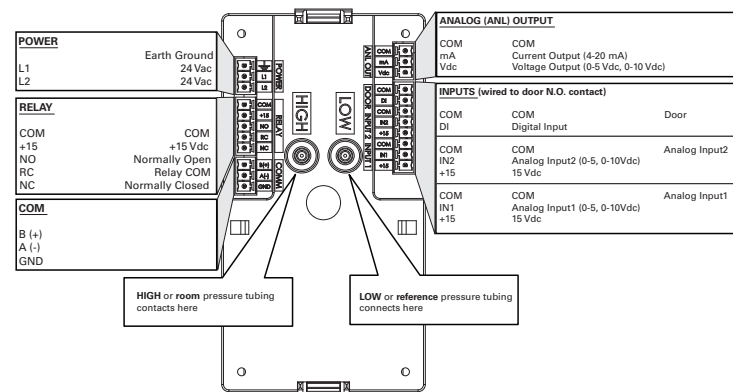 POWER
Earth Ground
L1 24 Vac
L2 24 Vac
RELAY
COM COM
+15 +15 Vdc
NO Normally Open
RC Relay COM
NC Normally Closed
COM
B (+)
A (-)
GND
L1
L2
POWER
COM
+15
NO
RC
NC
RELAY
B(+)
A(-)
GND
COMM
HIGH
LOW
ANL OUT
COM
mA
Vdc
DOOR
COM
DI
INPUT 2
COM
IN2
+15
INPUT 1
COM
IN1
+15
HIGH or room pressure tubing
contacts here
LOW or reference pressure tubing
connects here
ANALOG (ANL) OUTPUT
COM COM
mA Current Output (4-20 mA)
Vdc Voltage Output (0-5 Vdc, 0-10 Vdc)
INPUTS (wired to door N.O. contact)
COM COM Door
DI Digital Input
COM COM Analog Input2
IN2 Analog Input2 (0-5, 0-10Vdc)
+15 15 Vdc
COM COM Analog Input1
IN1 Analog Input1 (0-5, 0-10Vdc)
+15 15 Vdc